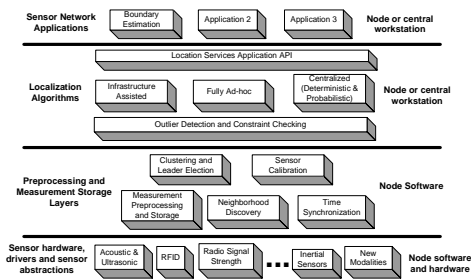 Sensor Network
Applications
Boundary
Estimation
Application 2
Application 3
Node or central
workstation
Location Services Application API
Localization
Algorithms
Infrastructure
Assisted
Fully Ad-hoc
Centralized
(Deterministic &
Probabilistic)
Node or central
workstation
Outlier Detection and Constraint Checking
Preprocessing and
Measurement Storage
Layers
Clustering and
Leader Election
Sensor
Calibration
Measurement
Preprocessing
and Storage
Neighborhood
Discovery
Time
Synchronization
Node Software
Sensor hardware,
drivers and sensor
abstractions
Acoustic &
Ultrasonic
RFID
Radio Signal
Strength
Inertial
Sensors
New
Modalities
Node software
and hardware